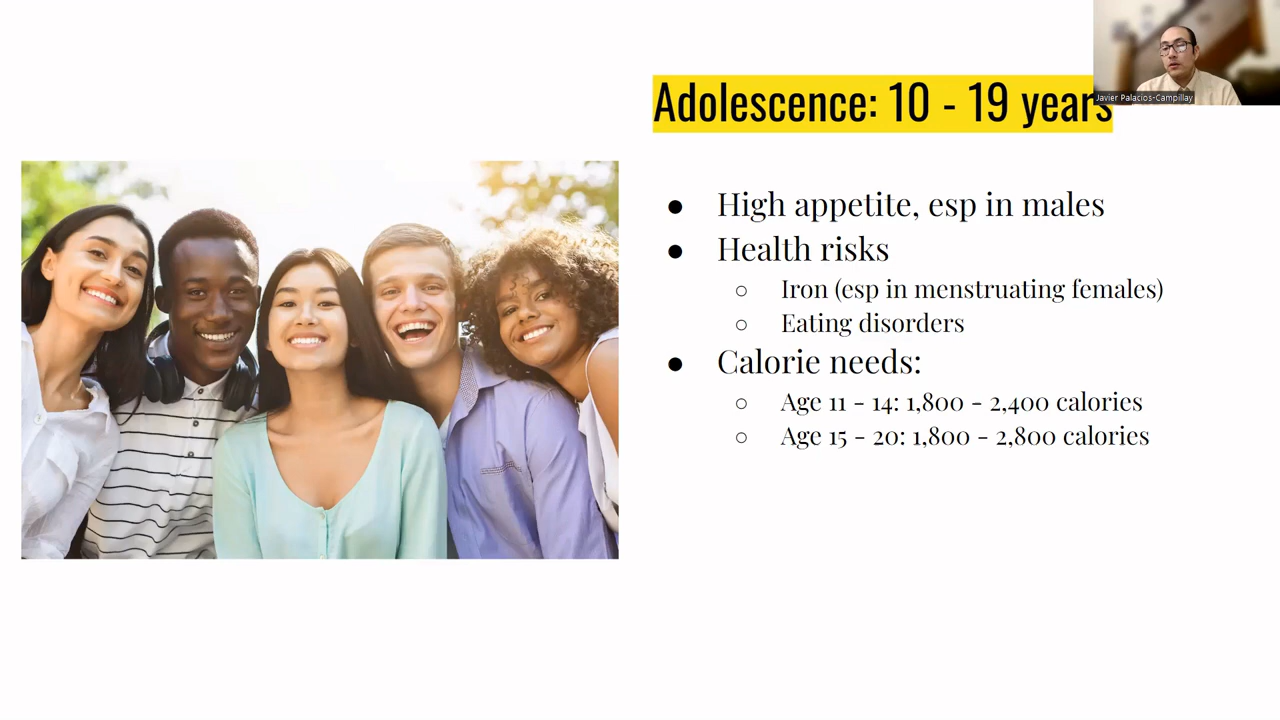 Adolescence: 10 - 19 years
Javier Palacios-Campillay
● High appetite, esp in males
● Health risks
○ Iron (esp in menstruating females)
○ Eating disorders
● Calorie needs:
○ Age 11 - 14: 1,800 - 2,400 calories
○ Age 15 - 20: 1,800 - 2,800 calories